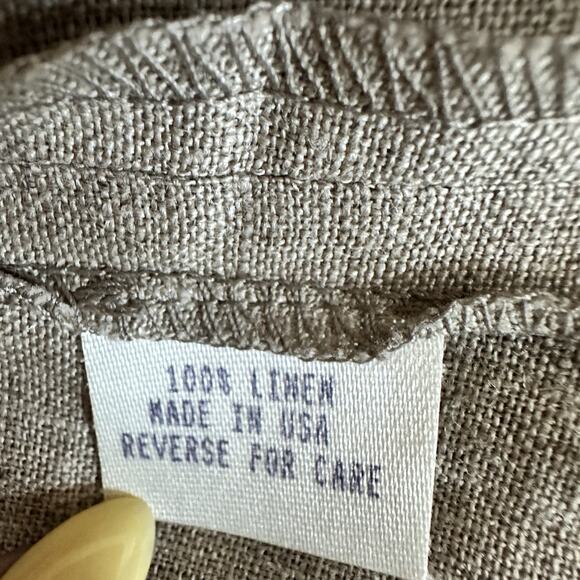 100% LINEN
MADE IN USA
REVERSE FOR CARE